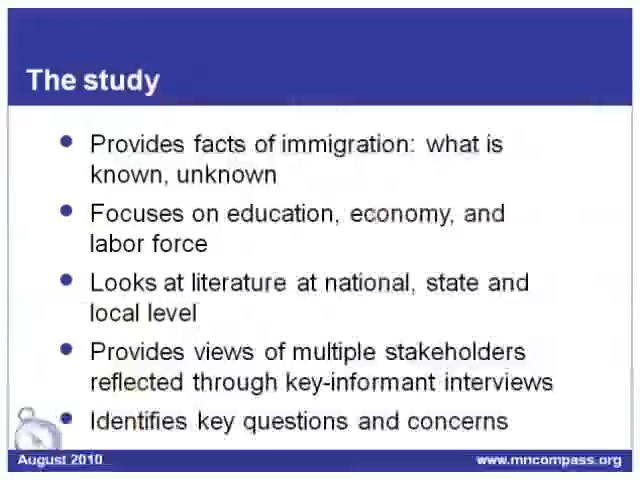 The study
Provides facts of immigration: what is
known, unknown
Focuses on education, economy, and
labor force
Looks at literature at national, state and
local level
Provides views of multiple stakeholders
reflected through key-informant interviews
Identifies key questions and concerns
August 2010
www.mncompass.org